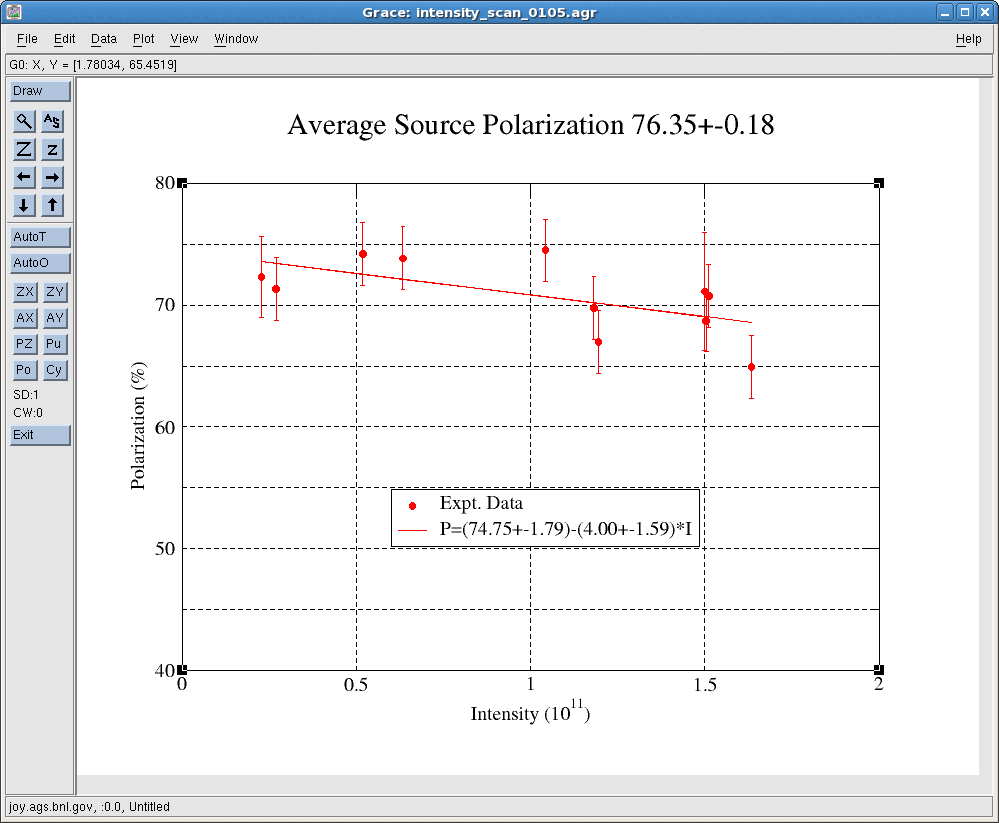 Grace: intensity_scan_0105.agr
File Edit Data Plot View Window Help
G0: X, Y = [1.78034, 65.4519]
Draw
A S
Z z
AutoT
AutoO
ZX ZY
AX AY
PZ Pu
Po Cy
SD:1
CW:0
Exit
Average Source Polarization 76.35+-0.18
80
70
60
50
40
Polarization (%)
Expt. Data
P=(74.75+-1.79)-(4.00+-1.59)*I
0 0.5 1 1.5 2
Intensity (10^11)
joy.ags.bnl.gov, :0.0, Untitled